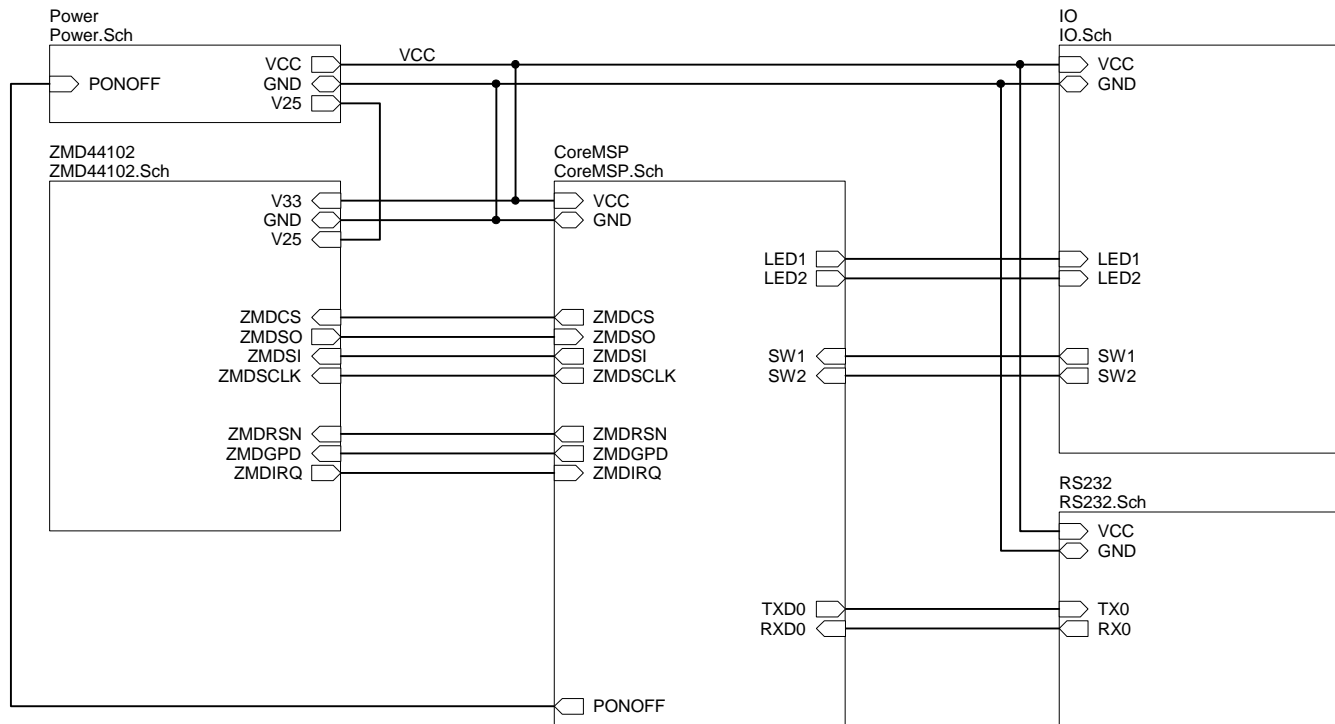 Power
Power.Sch
VCC
GND
V25
PONOFF
VCC
IO
IO.Sch
VCC
GND
LED1
LED2
SW1
SW2
ZMD44102
ZMD44102.Sch
V33
GND
V25
ZMDCS
ZMDSO
ZMDSI
ZMDSCLK
ZMDRSN
ZMDGPD
ZMDIRQ
CoreMSP
CoreMSP.Sch
VCC
GND
ZMDCS
ZMDSO
ZMDSI
ZMDSCLK
ZMDRSN
ZMDGPD
ZMDIRQ
PONOFF
LED1
LED2
SW1
SW2
TXD0
RXD0
RS232
RS232.Sch
VCC
GND
TX0
RX0